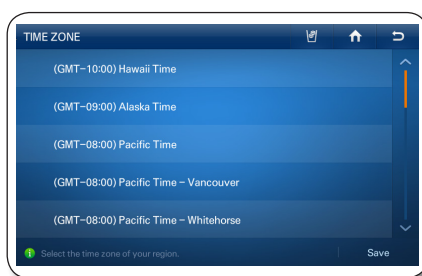 TIME ZONE
(GMT-10:00) Hawaii Time
(GMT-09:00) Alaska Time
(GMT-08:00) Pacific Time
(GMT-08:00) Pacific Time - Vancouver
(GMT-08:00) Pacific Time - Whitehorse
Select the time zone of your region.
Save